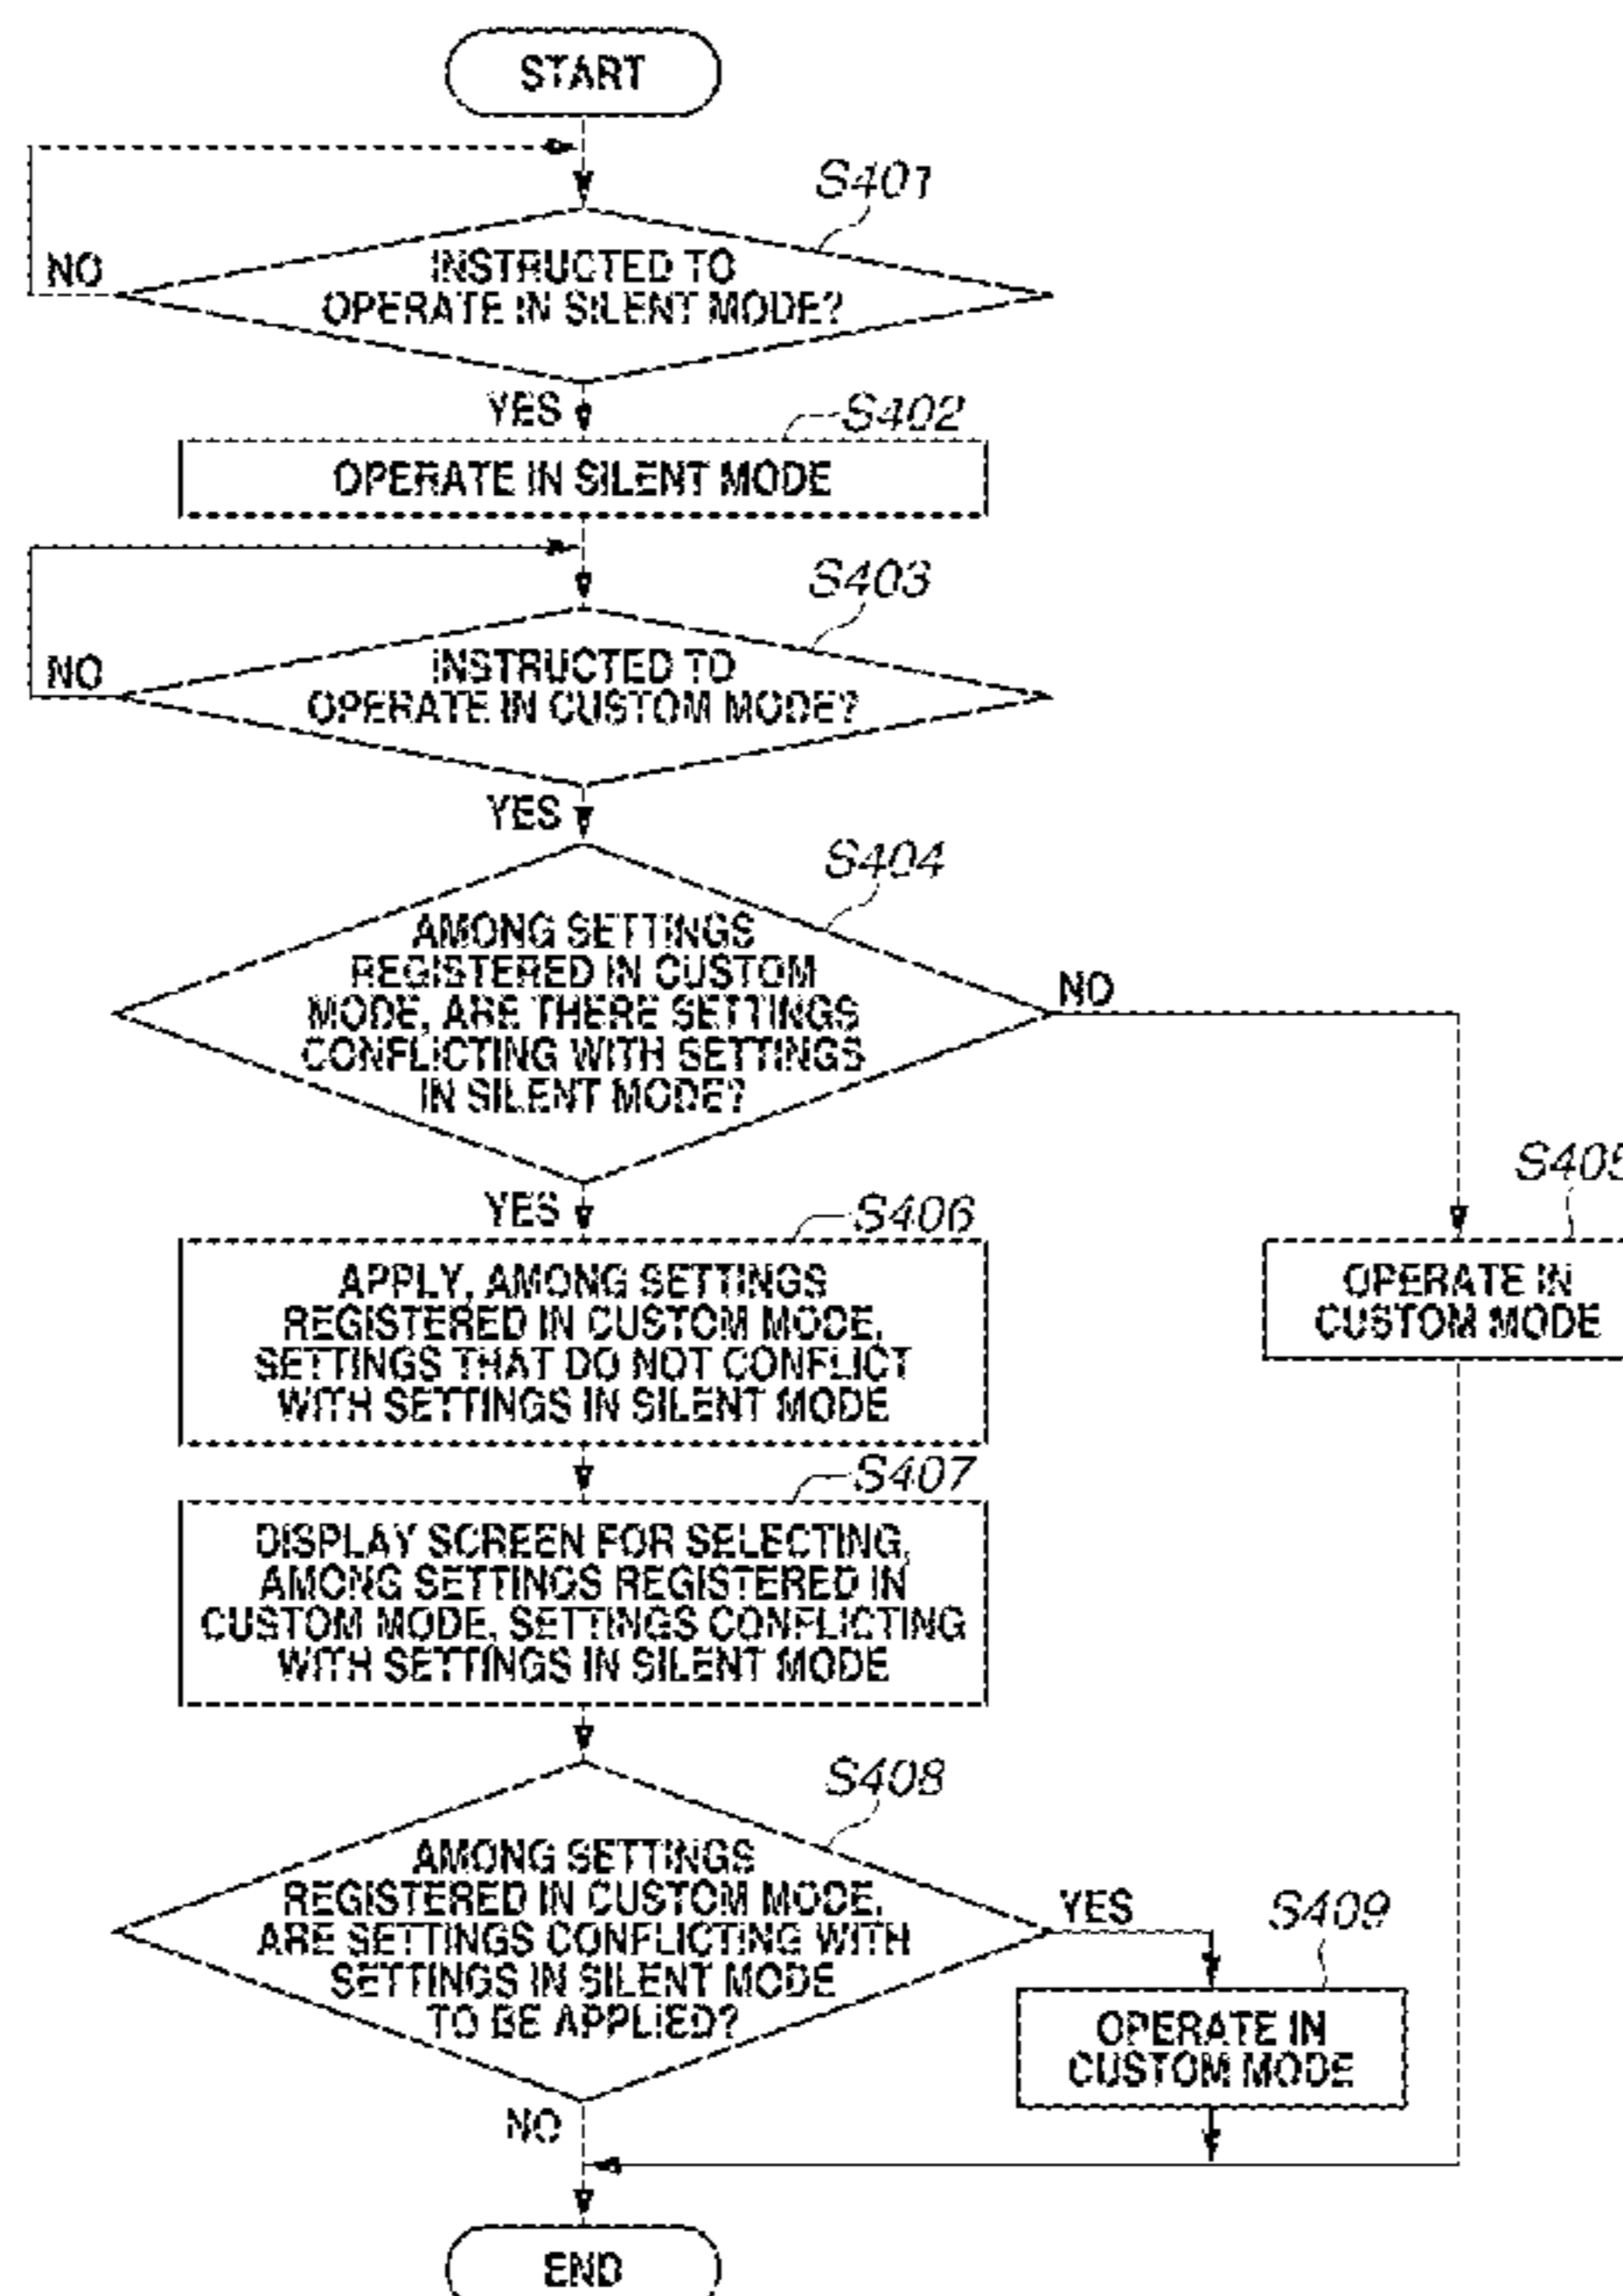 START
S401
NO
INSTRUCTED TO
OPERATE IN SILENT MODE?
YES
S402
OPERATE IN SILENT MODE
S403
NO
INSTRUCTED TO
OPERATE IN CUSTOM MODE?
YES
S404
AMONG SETTINGS
REGISTERED IN CUSTOM
MODE, ARE THERE SETTINGS
CONFLICTING WITH SETTINGS
IN SILENT MODE?
NO
S405
OPERATE IN
CUSTOM MODE
YES
S406
APPLY, AMONG SETTINGS
REGISTERED IN CUSTOM MODE,
SETTINGS THAT DO NOT CONFLICT
WITH SETTINGS IN SILENT MODE
S407
DISPLAY SCREEN FOR SELECTING,
AMONG SETTINGS REGISTERED IN
CUSTOM MODE, SETTINGS CONFLICTING
WITH SETTINGS IN SILENT MODE
S408
AMONG SETTINGS
REGISTERED IN CUSTOM MODE,
ARE SETTINGS CONFLICTING WITH
SETTINGS IN SILENT MODE
TO BE APPLIED?
YES
S409
OPERATE IN
CUSTOM MODE
NO
END